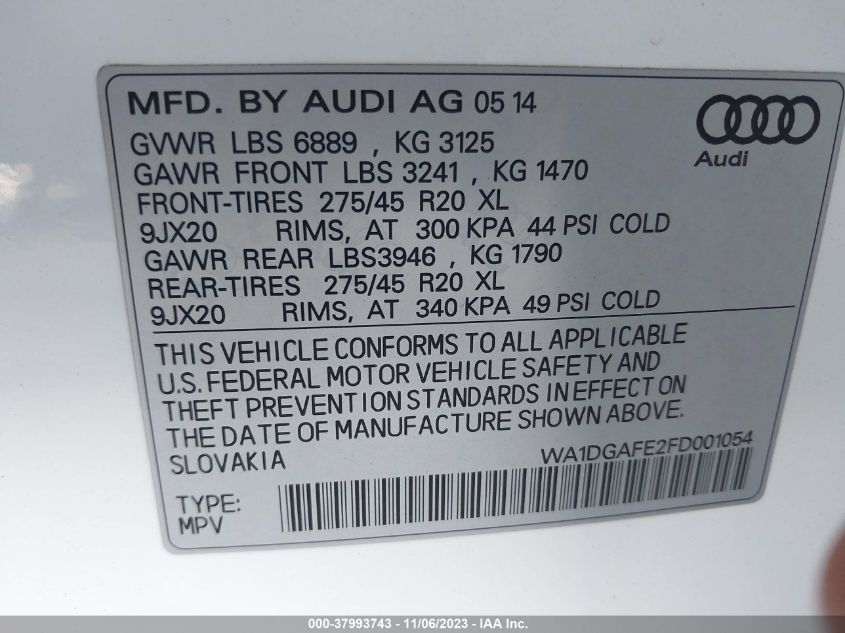 MFD. BY AUDI AG 05 14
Audi
GVWR LBS 6889 , KG 3125
GAWR FRONT LBS 3241 , KG 1470
FRONT-TIRES 275/45 R20 XL
9JX20 RIMS, AT 300 KPA 44 PSI COLD
GAWR REAR LBS3946 , KG 1790
REAR-TIRES 275/45 R20 XL
9JX20 RIMS, AT 340 KPA 49 PSI COLD
THIS VEHICLE CONFORMS TO ALL APPLICABLE
U.S. FEDERAL MOTOR VEHICLE SAFETY AND
THEFT PREVENTION STANDARDS IN EFFECT ON
THE DATE OF MANUFACTURE SHOWN ABOVE.
SLOVAKIA
WA1DGAFE2FD001054
TYPE:
MPV
000-37993743 - 11/06/2023 - IAA Inc.